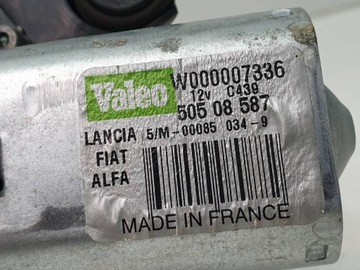 Valeo W000007336
12v C439
505 08 587
LANCIA 5/M-00085 034-9
FIAT
ALFA
MADE IN FRANCE